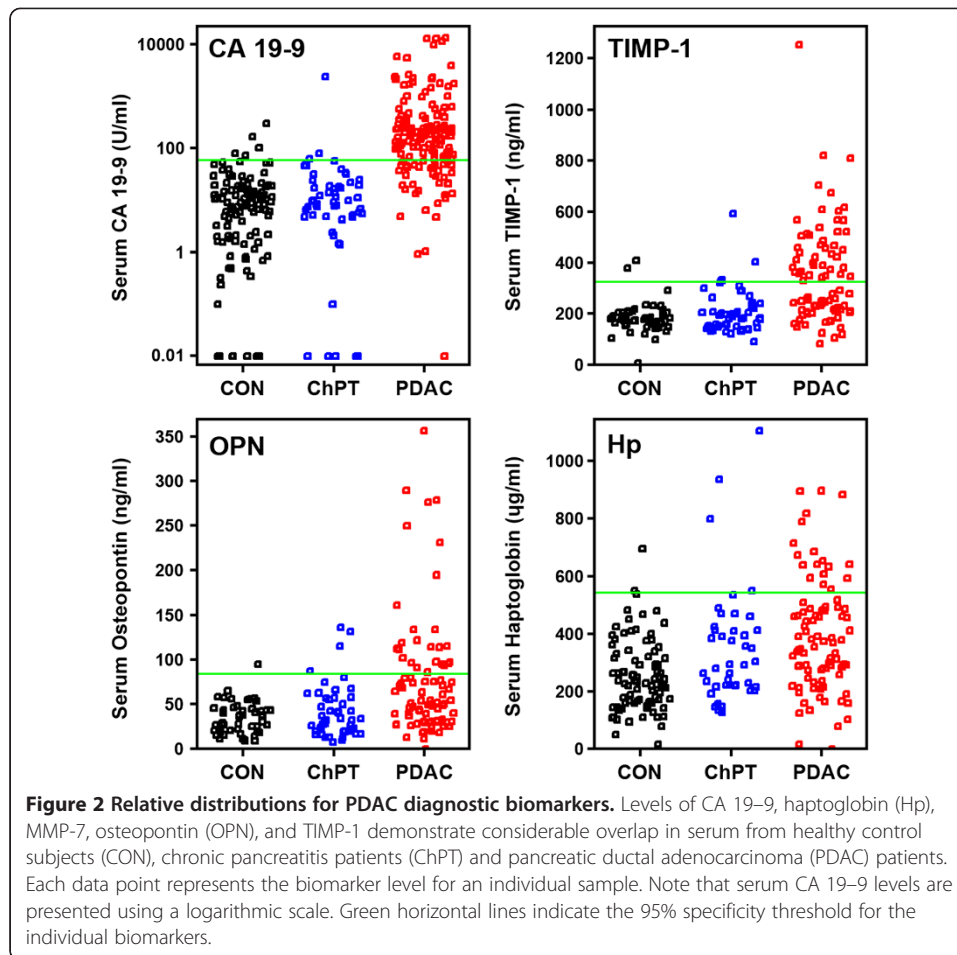 CA 19-9
Serum CA 19-9 (U/ml)
10000
100
1
0.01
CON ChPT PDAC
TIMP-1
Serum TIMP-1 (ng/ml)
1200
1000
800
600
400
200
0
CON ChPT PDAC
OPN
Serum Osteopontin (ng/ml)
350
300
250
200
150
100
50
0
CON ChPT PDAC
Hp
Serum Haptoglobin (ųg/ml)
1000
800
600
400
200
0
CON ChPT PDAC
Figure 2 Relative distributions for PDAC diagnostic biomarkers. Levels of CA 19–9, haptoglobin (Hp),
MMP-7, osteopontin (OPN), and TIMP-1 demonstrate considerable overlap in serum from healthy control
subjects (CON), chronic pancreatitis patients (ChPT) and pancreatic ductal adenocarcinoma (PDAC) patients.
Each data point represents the biomarker level for an individual sample. Note that serum CA 19–9 levels are
presented using a logarithmic scale. Green horizontal lines indicate the 95% specificity threshold for the
individual biomarkers.